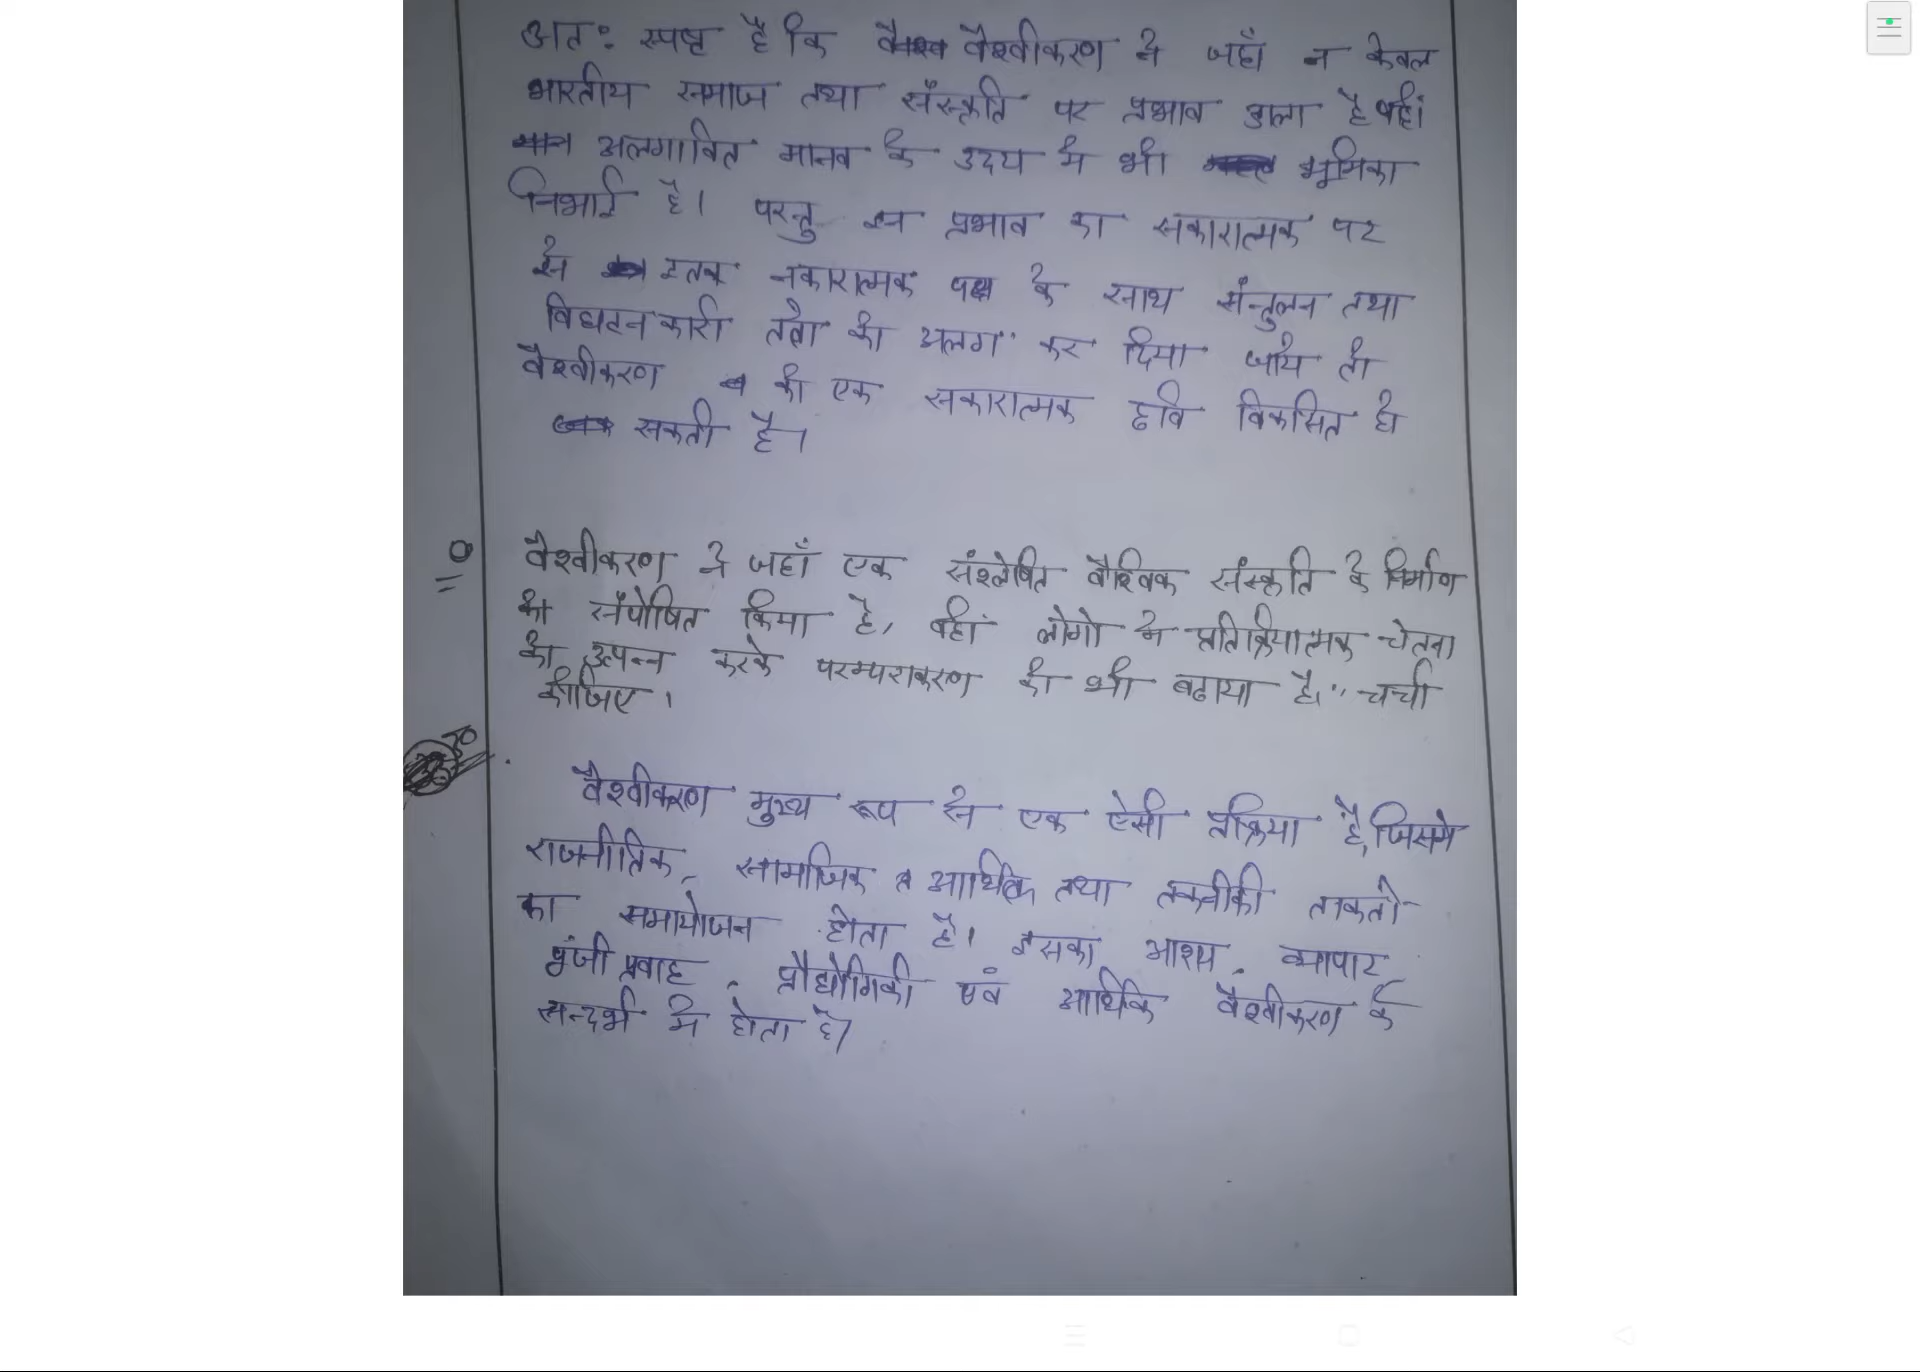 अत: स्पष्ट है कि वैश्वीकरण ने जहाँ न केवल
भारतीय समाज तथा संस्कृति पर प्रभाव डाला है वहीं
अलगावित मानव के उदय में भी भूमिका
निभाई है। परन्तु इन प्रभाव का सकारात्मक पर
से इसके नकारात्मक पक्ष के साथ संन्तुलन तथा
विघटनकारी तत्वों को अलग कर दिया जाय तो
वैश्वीकरण की एक सकारात्मक छवि विकसित हो
सकती है।
वैश्वीकरण ने जहाँ एक संश्लेषित वैश्विक संस्कृति के निर्माण
को संपोषित किया है, वहीं लोगो मे प्रतिक्रियात्मक चेतना
को उत्पन्न करके परम्पराकरण को भी बढाया है।" चर्चा
कीजिए।
उ०
वैश्वीकरण मुख्य रूप से एक ऐसी प्रक्रिया है, जिसमे
राजनीतिक, सामाजिक आर्थिक तथा तकनीकी ताकतो
का समायोजन होता है। इसका आशय, व्यापार,
पूंजी प्रवाह, प्रौद्योगिकी एवं आर्थिक वैश्वीकरण के
सन्दर्भ मे होता है।